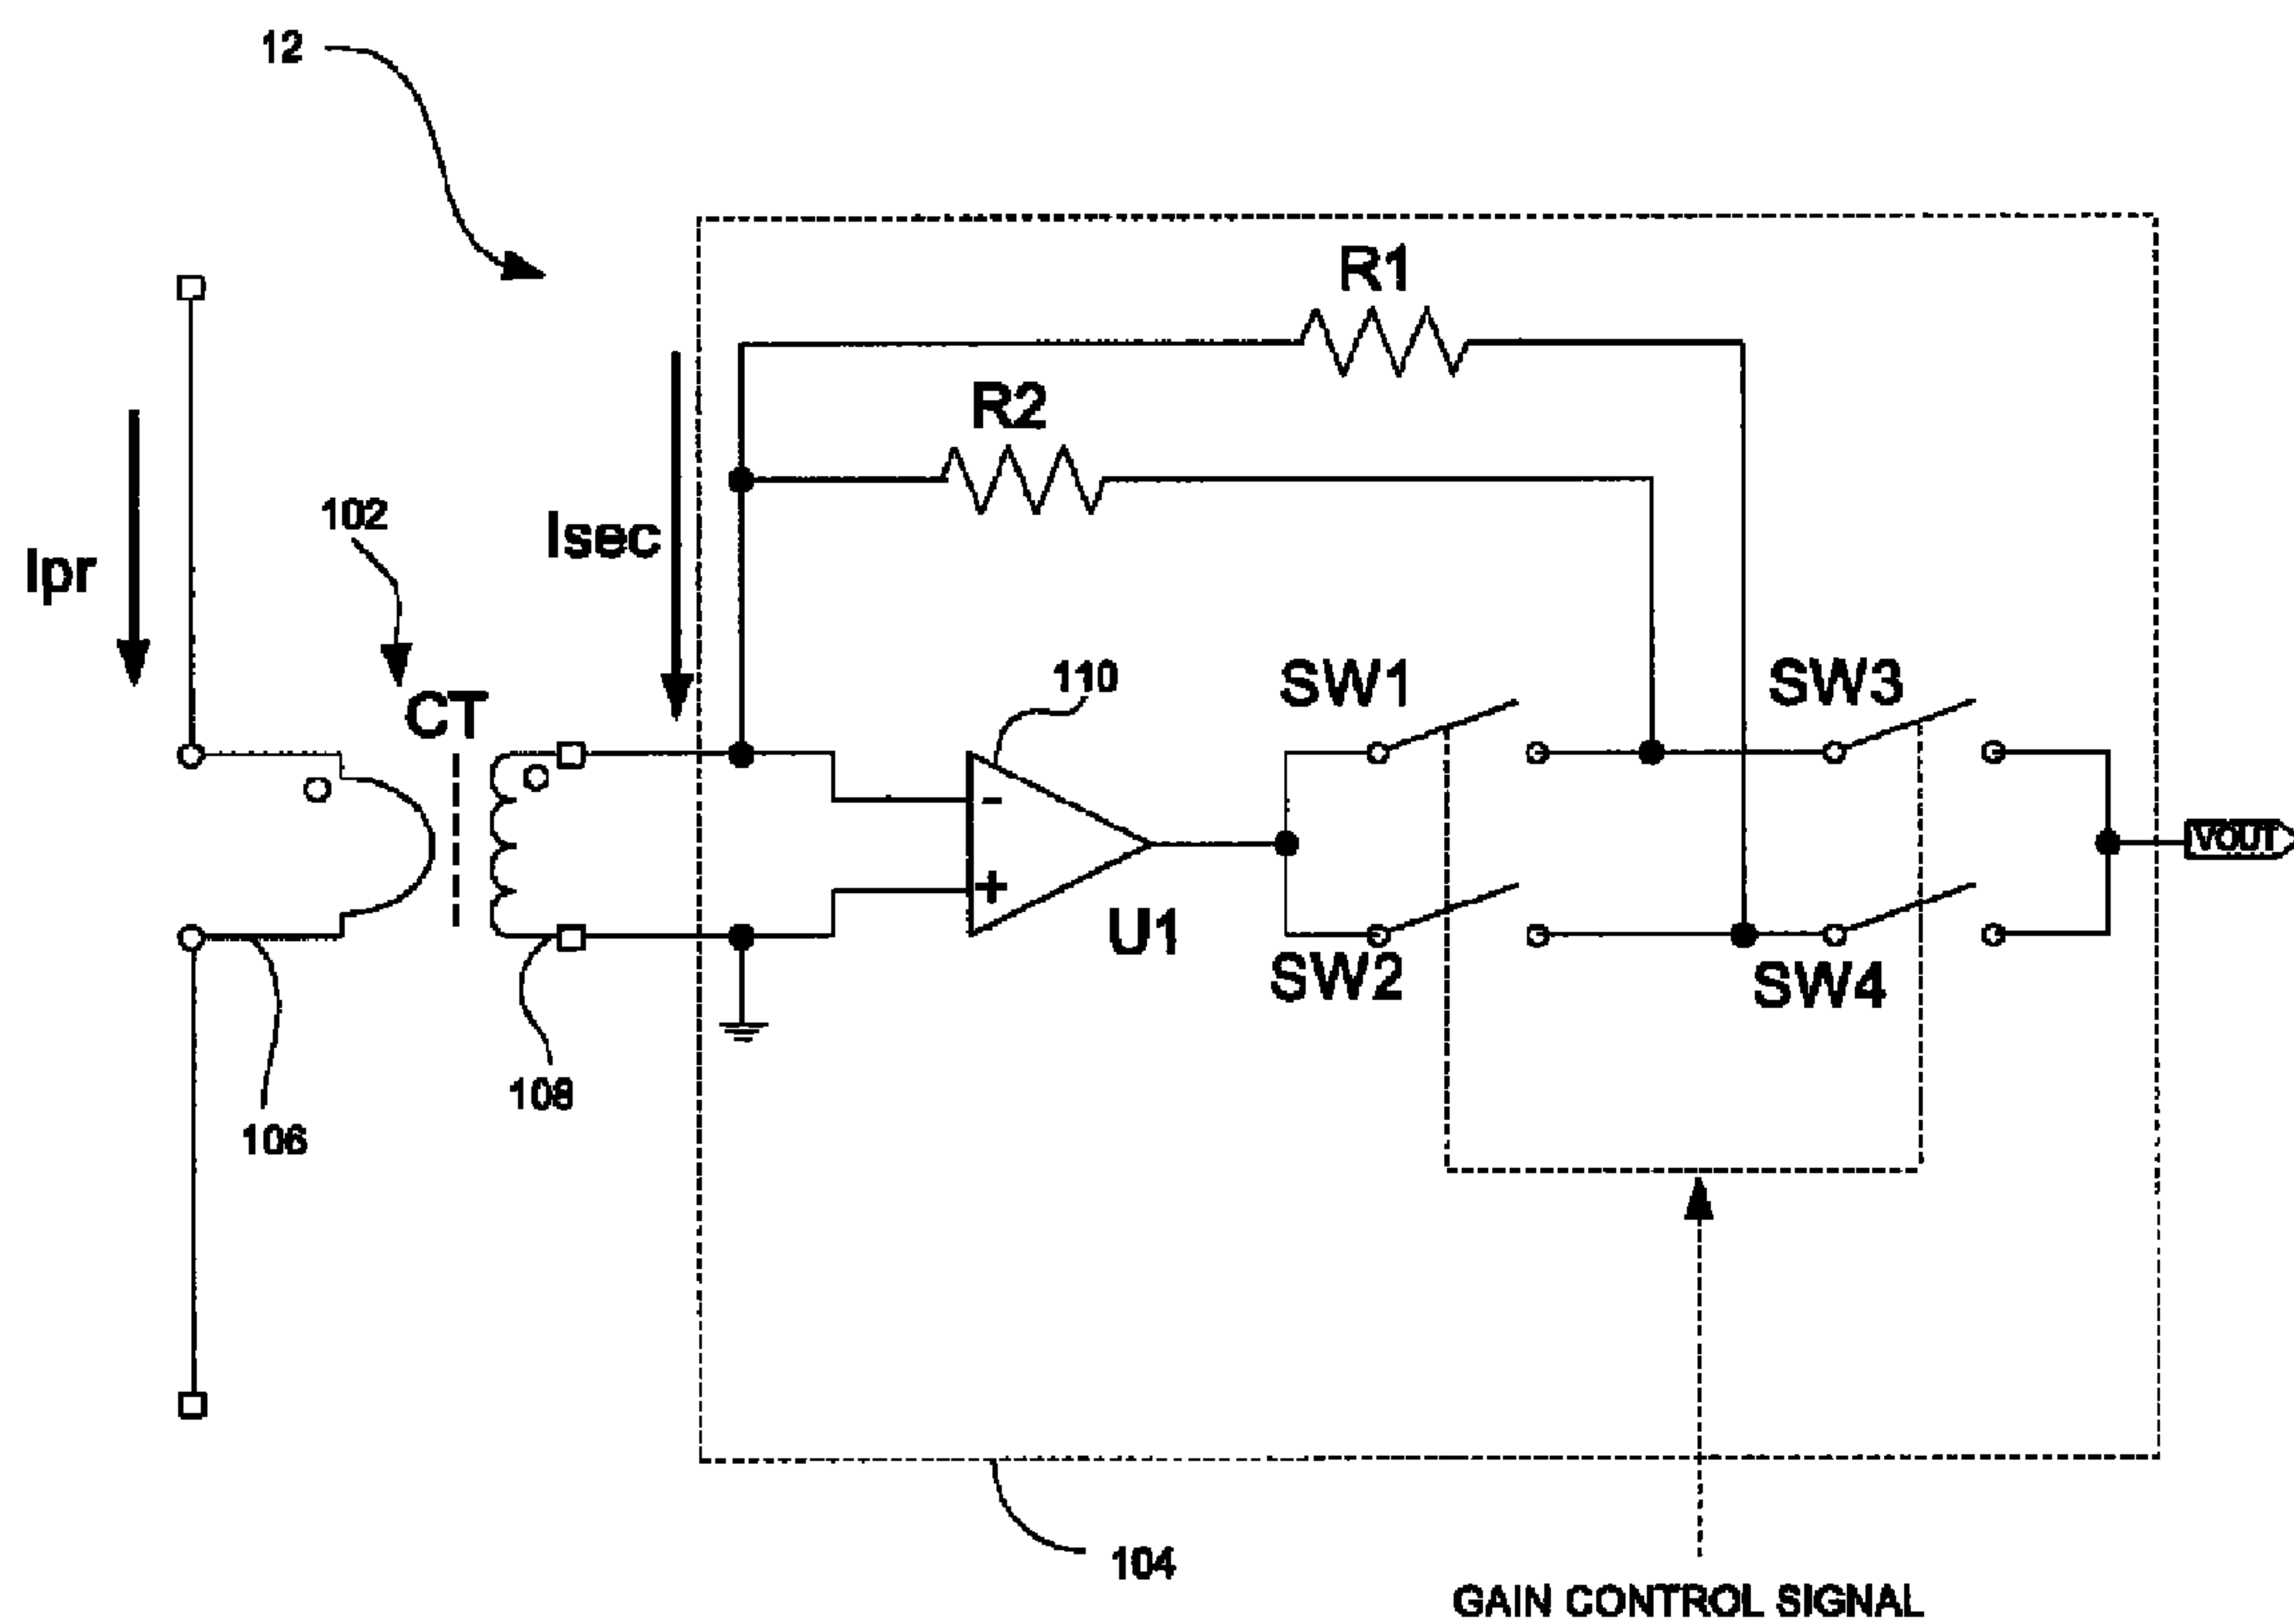 12
R1
R2
102
Isec
Ipr
110
SW1
SW3
CT
-
VOUT
+
U1
SW2
SW4
108
106
104
GAIN CONTROL SIGNAL